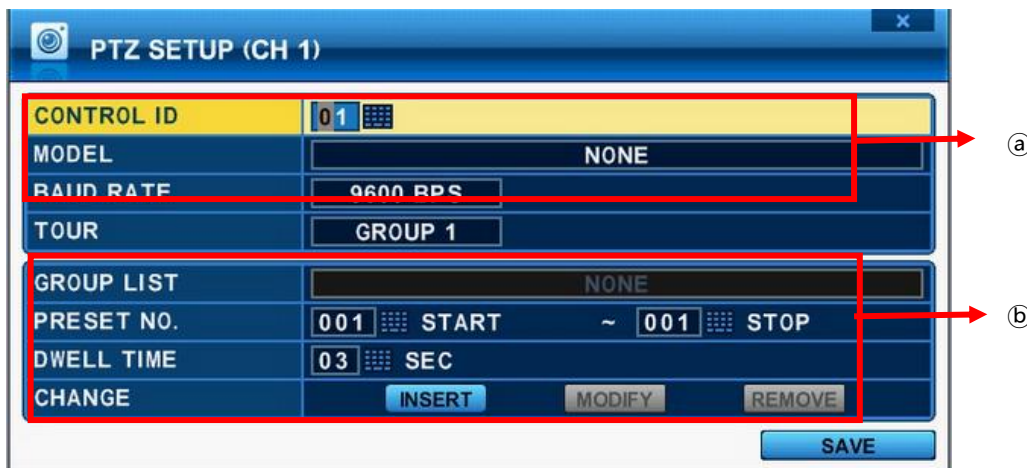 PTZ SETUP (CH 1)
x
CONTROL ID 01
MODEL NONE
ⓐ
BAUD RATE 9600 BPS
TOUR GROUP 1
GROUP LIST NONE
PRESET NO. 001 START ~ 001 STOP
ⓑ
DWELL TIME 03 SEC
CHANGE INSERT MODIFY REMOVE
SAVE